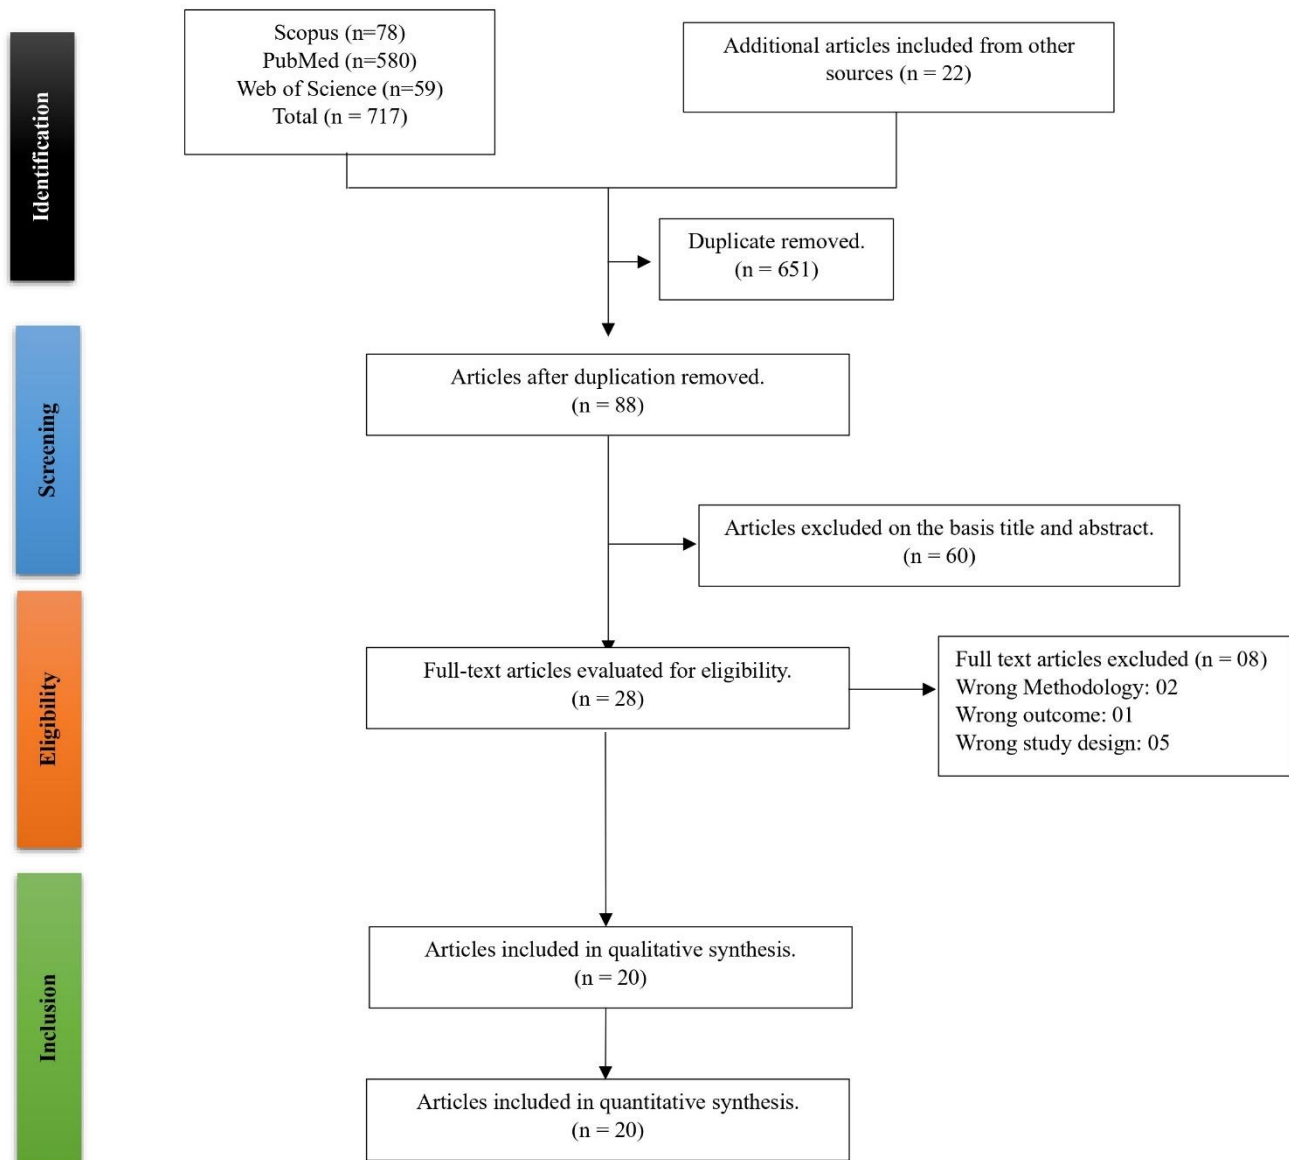 Identification
Scopus (n=78)
PubMed (n=580)
Web of Science (n=59)
Total (n = 717)
Additional articles included from other
sources (n = 22)
Duplicate removed.
(n = 651)
Screening
Articles after duplication removed.
(n = 88)
Articles excluded on the basis title and abstract.
(n = 60)
Eligibility
Full-text articles evaluated for eligibility.
(n = 28)
Full text articles excluded (n = 08)
Wrong Methodology: 02
Wrong outcome: 01
Wrong study design: 05
Inclusion
Articles included in qualitative synthesis.
(n = 20)
Articles included in quantitative synthesis.
(n = 20)